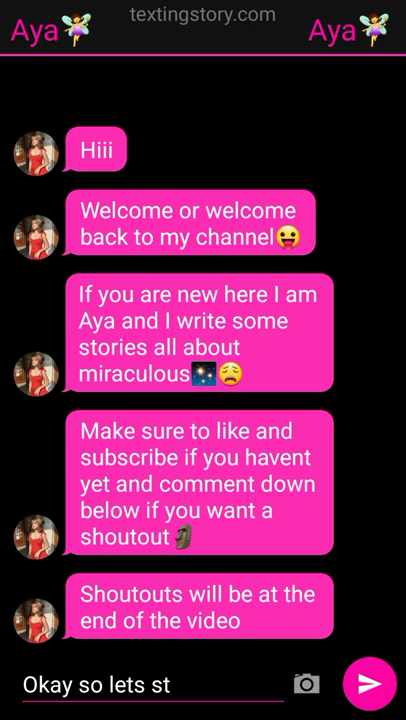 textingstory.com
Aya🧚‍♀️ Aya🧚‍♀️
Hiii
Welcome or welcome
back to my channel😛
If you are new here I am
Aya and I write some
stories all about
miraculous🎇😩
Make sure to like and
subscribe if you havent
yet and comment down
below if you want a
shoutout🗿
Shoutouts will be at the
end of the video
Okay so lets st